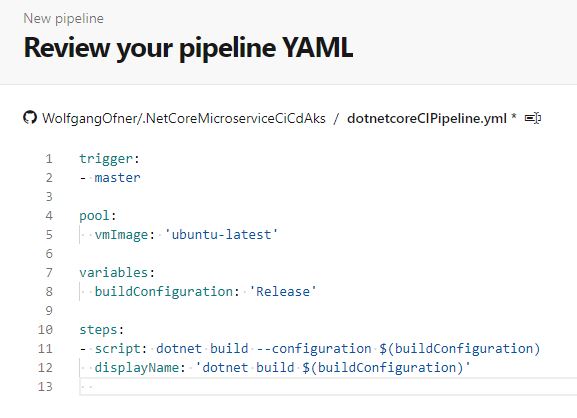 New pipeline
Review your pipeline YAML
WolfgangOfner/.NetCoreMicroserviceCiCdAks / dotnetcoreCIPipeline.yml *
1 trigger:
2 - master
3
4 pool:
5   vmImage: 'ubuntu-latest'
6
7 variables:
8   buildConfiguration: 'Release'
9
10 steps:
11 - script: dotnet build --configuration $(buildConfiguration)
12   displayName: 'dotnet build $(buildConfiguration)'
13